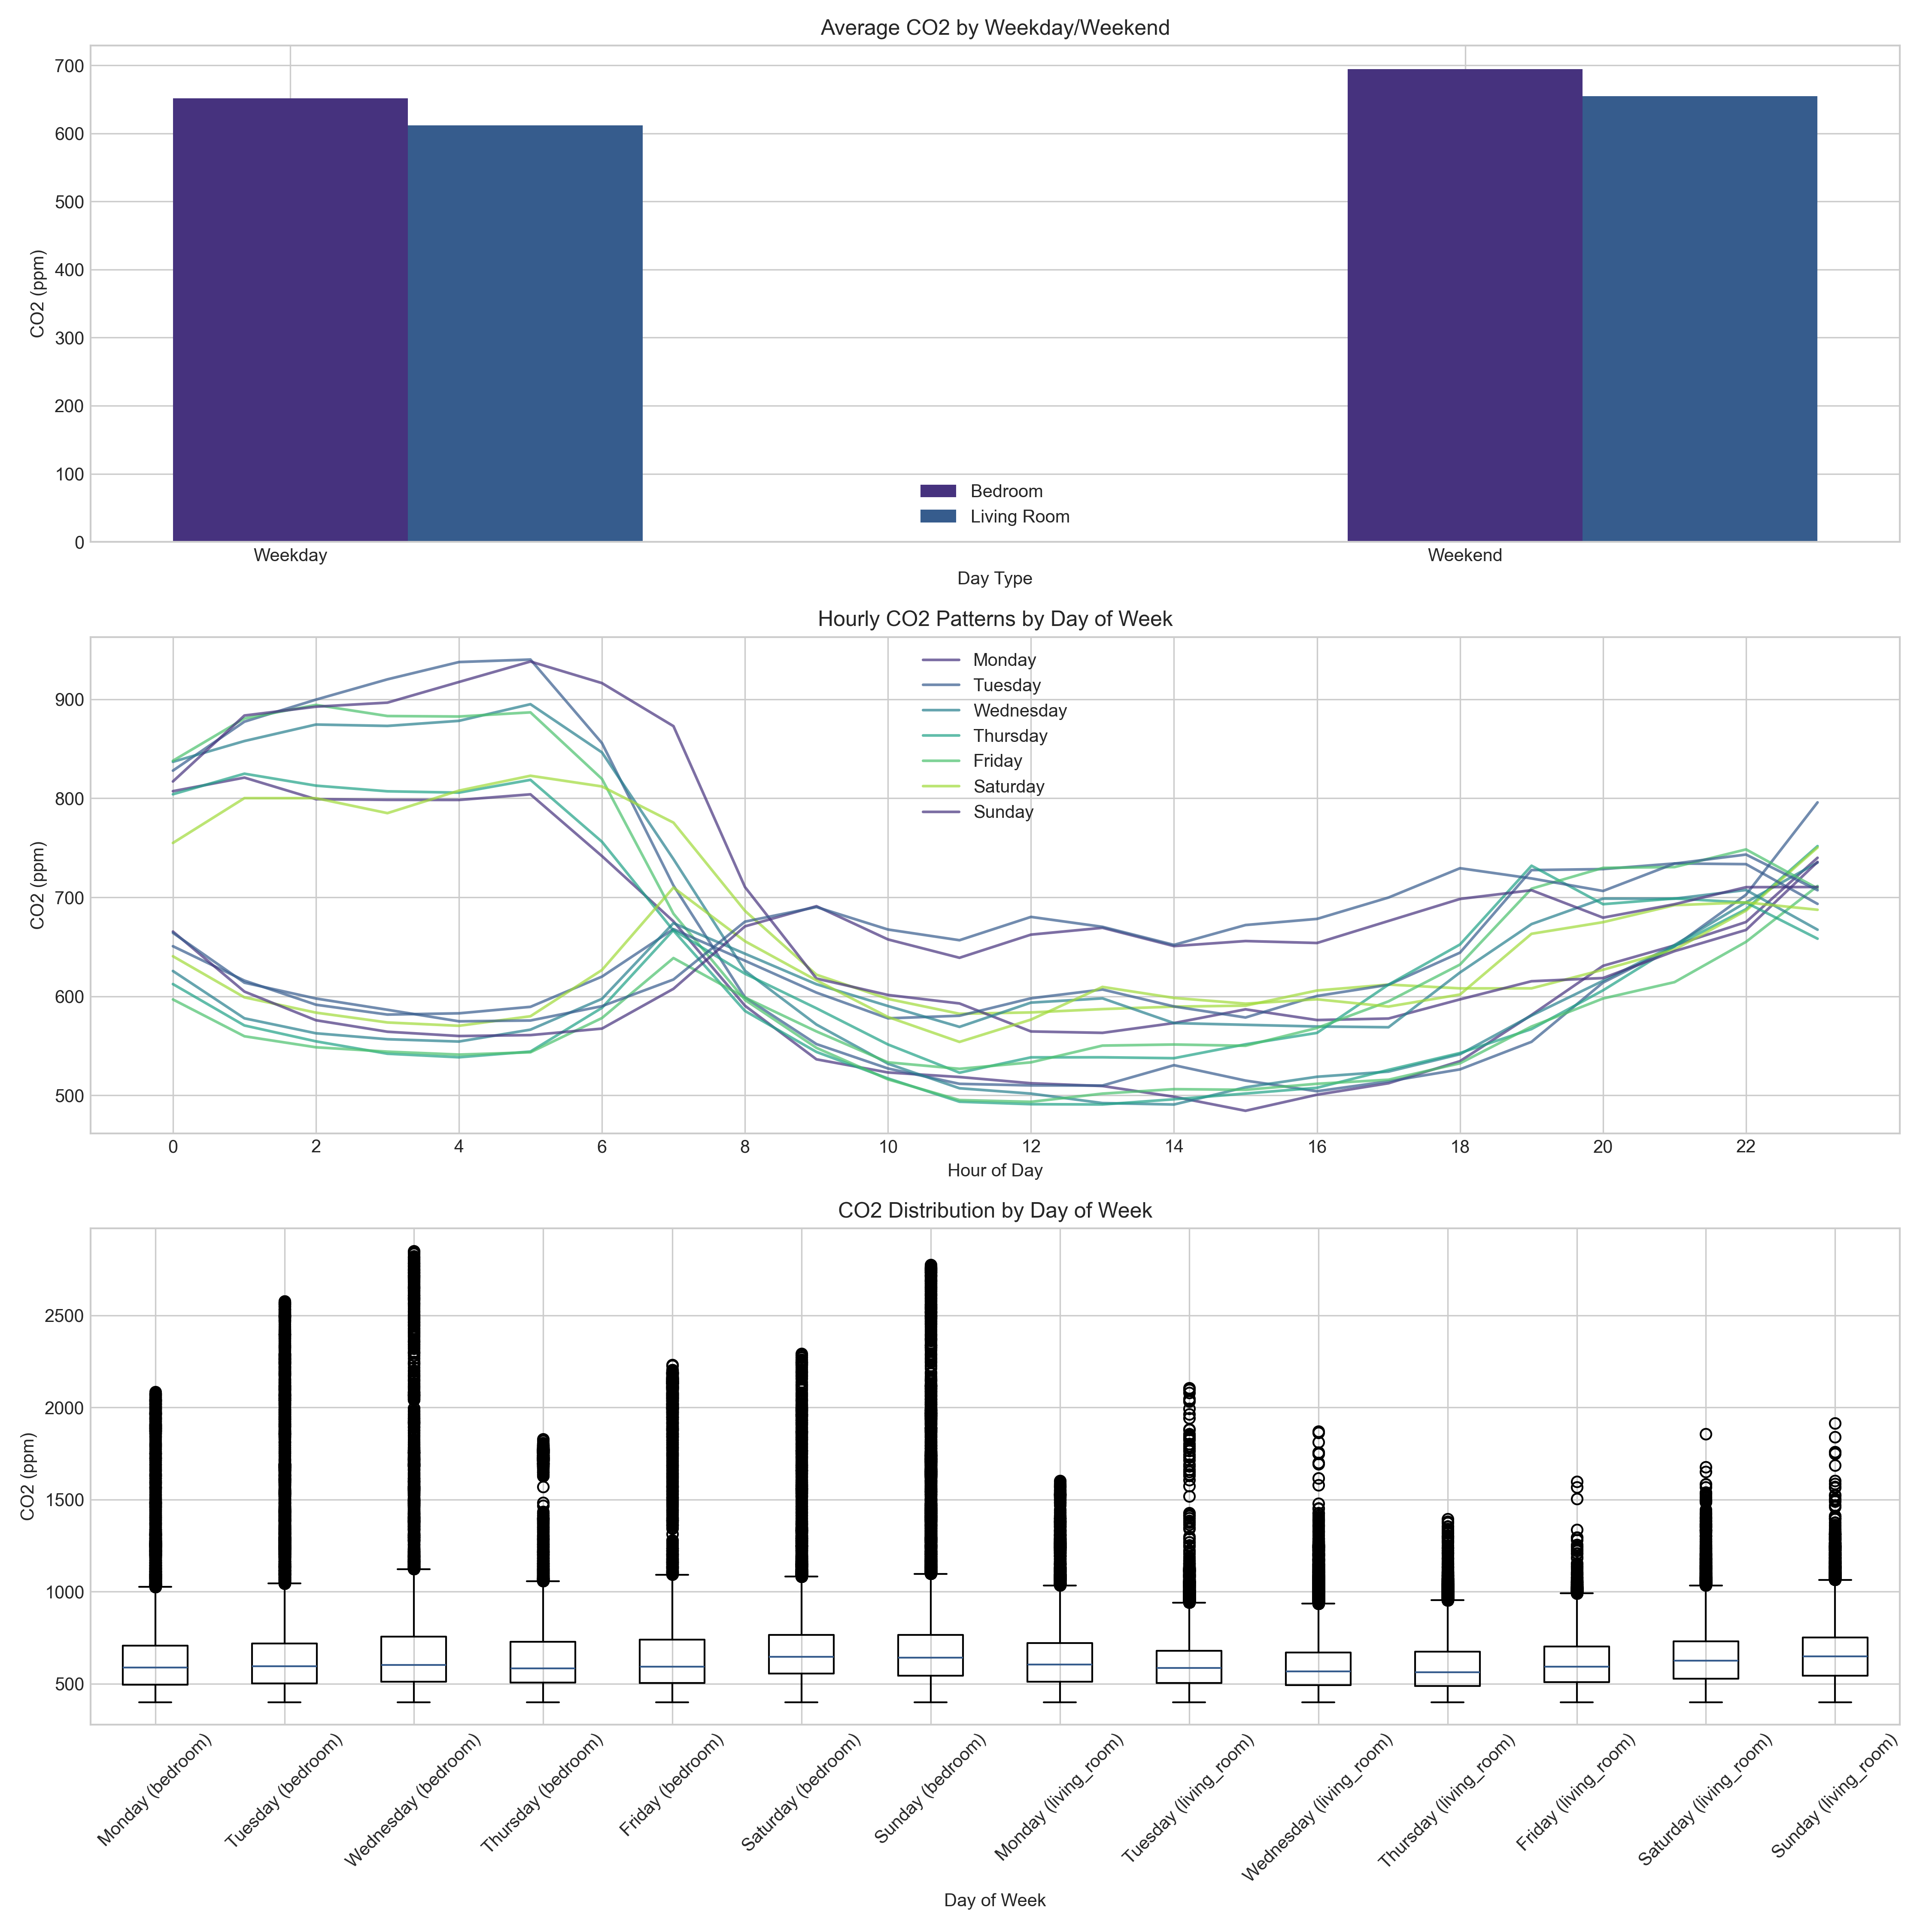 Average CO2 by Weekday/Weekend
CO2 (ppm)
700
600
500
400
300
200
100
0
Bedroom
Living Room
Weekday
Weekend
Day Type
Hourly CO2 Patterns by Day of Week
CO2 (ppm)
900
800
700
600
500
Monday
Tuesday
Wednesday
Thursday
Friday
Saturday
Sunday
0 2 4 6 8 10 12 14 16 18 20 22
Hour of Day
CO2 Distribution by Day of Week
CO2 (ppm)
2500
2000
1500
1000
500
Monday (bedroom)
Tuesday (bedroom)
Wednesday (bedroom)
Thursday (bedroom)
Friday (bedroom)
Saturday (bedroom)
Sunday (bedroom)
Monday (living_room)
Tuesday (living_room)
Wednesday (living_room)
Thursday (living_room)
Friday (living_room)
Saturday (living_room)
Sunday (living_room)
Day of Week